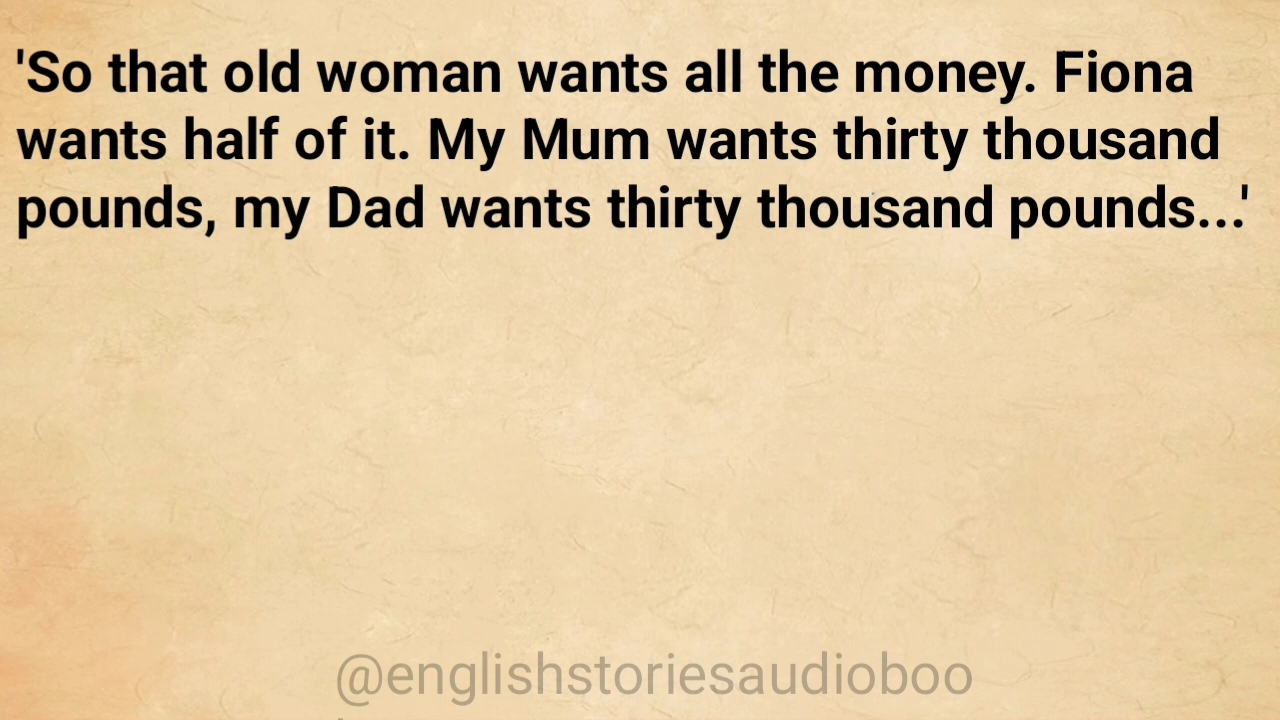 'So that old woman wants all the money. Fiona
wants half of it. My Mum wants thirty thousand
pounds, my Dad wants thirty thousand pounds...'
@englishstoriesaudioboo